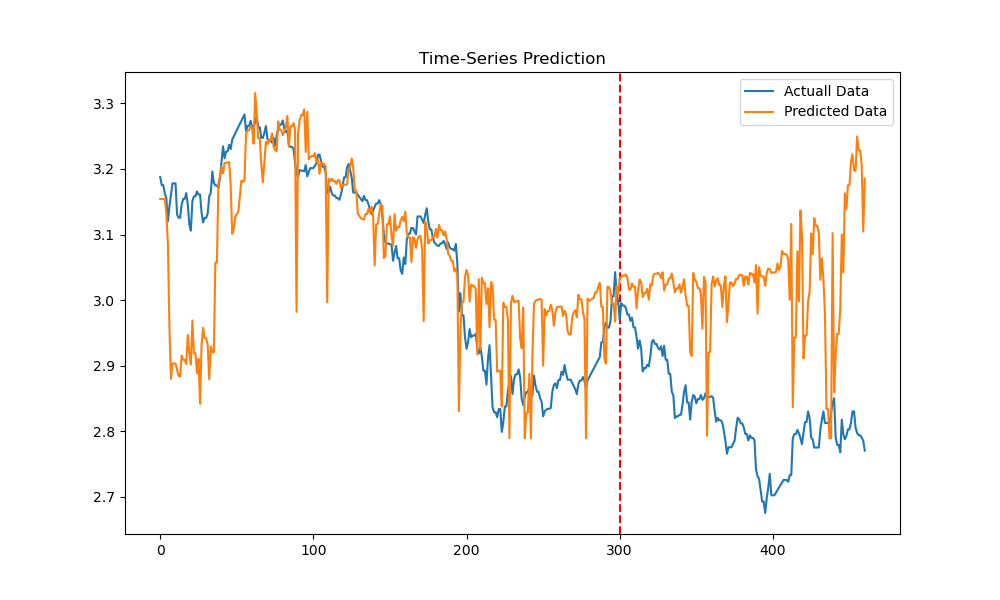 Time-Series Prediction
Actuall Data
Predicted Data
3.3
3.2
3.1
3.0
2.9
2.8
2.7
0 100 200 300 400